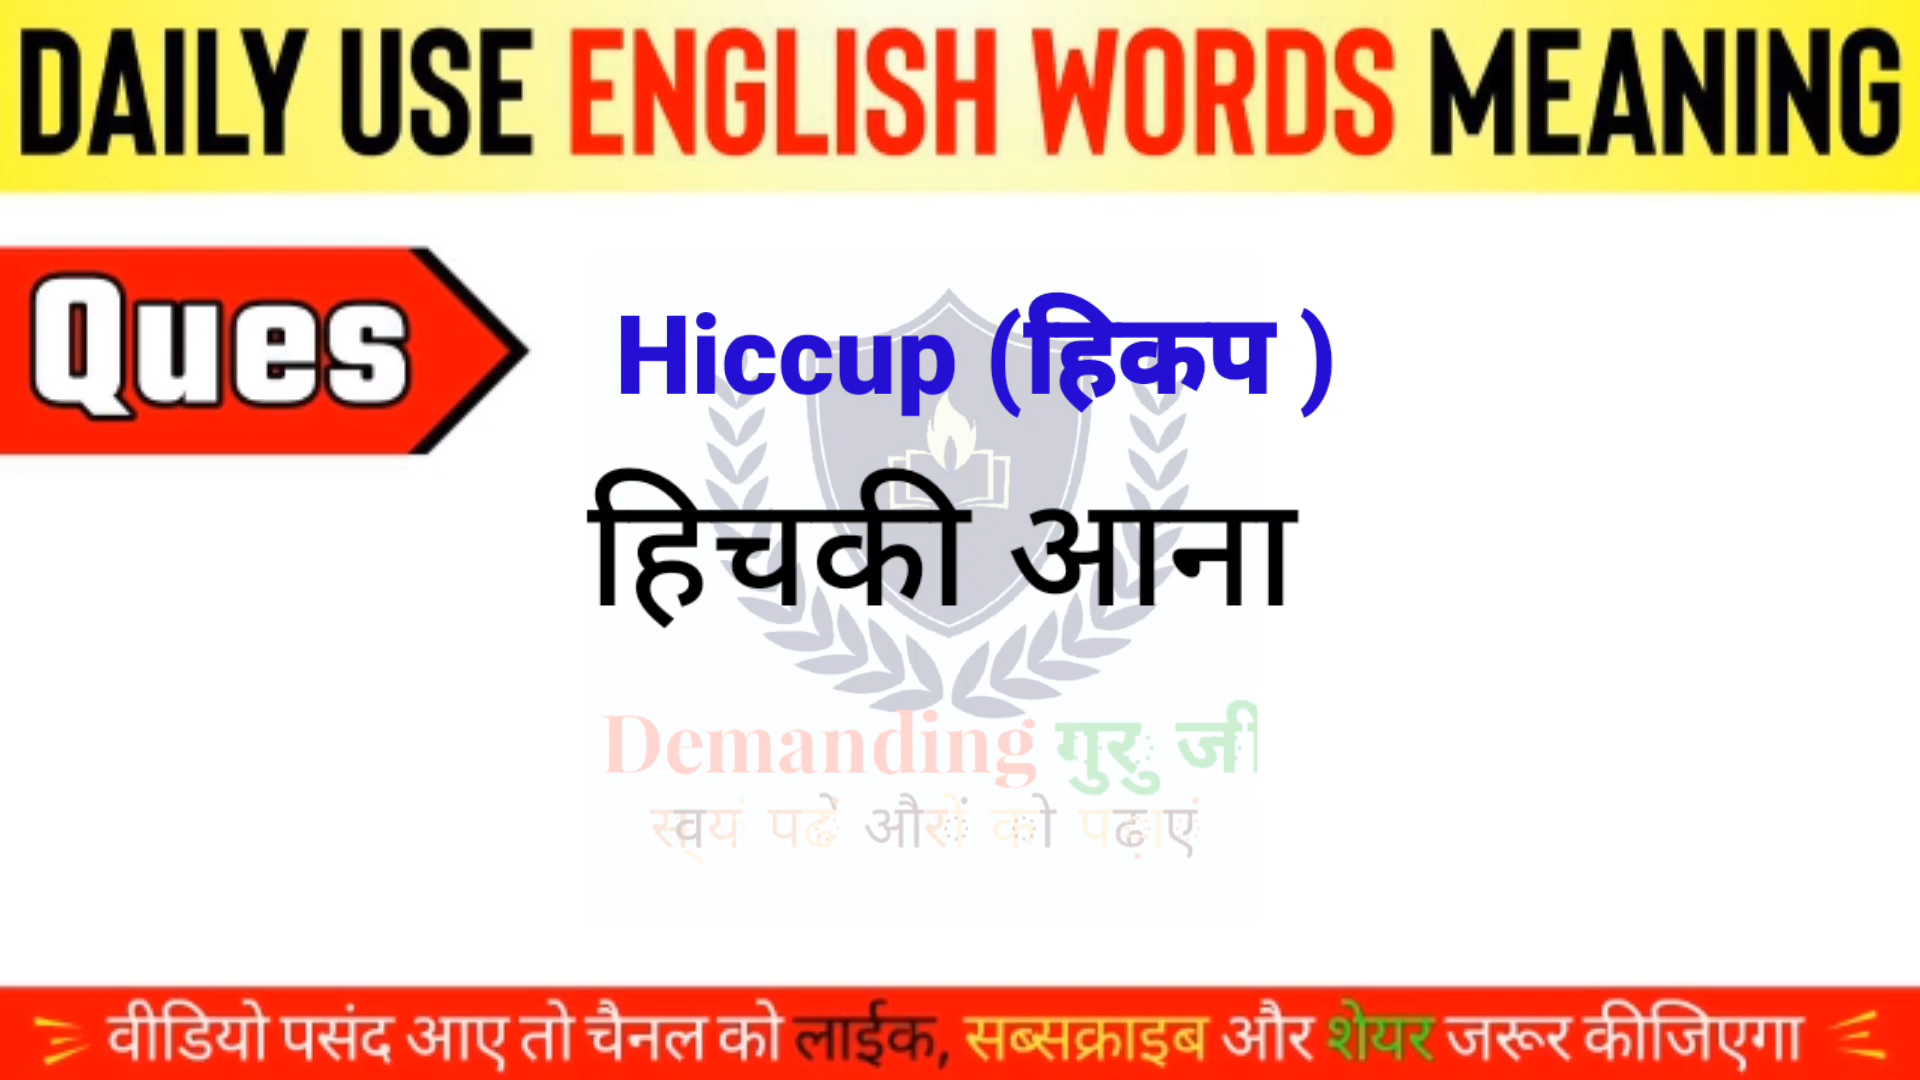 DAILY USE ENGLISH WORDS MEANING
Ques
Hiccup (हिकप )
हिचकी आना
Demanding गुरु जी
स्वयं पढें औरों को पढ़ाएं
वीडियो पसंद आए तो चैनल को लाईक, सब्सक्राइब और शेयर जरूर कीजिएगा